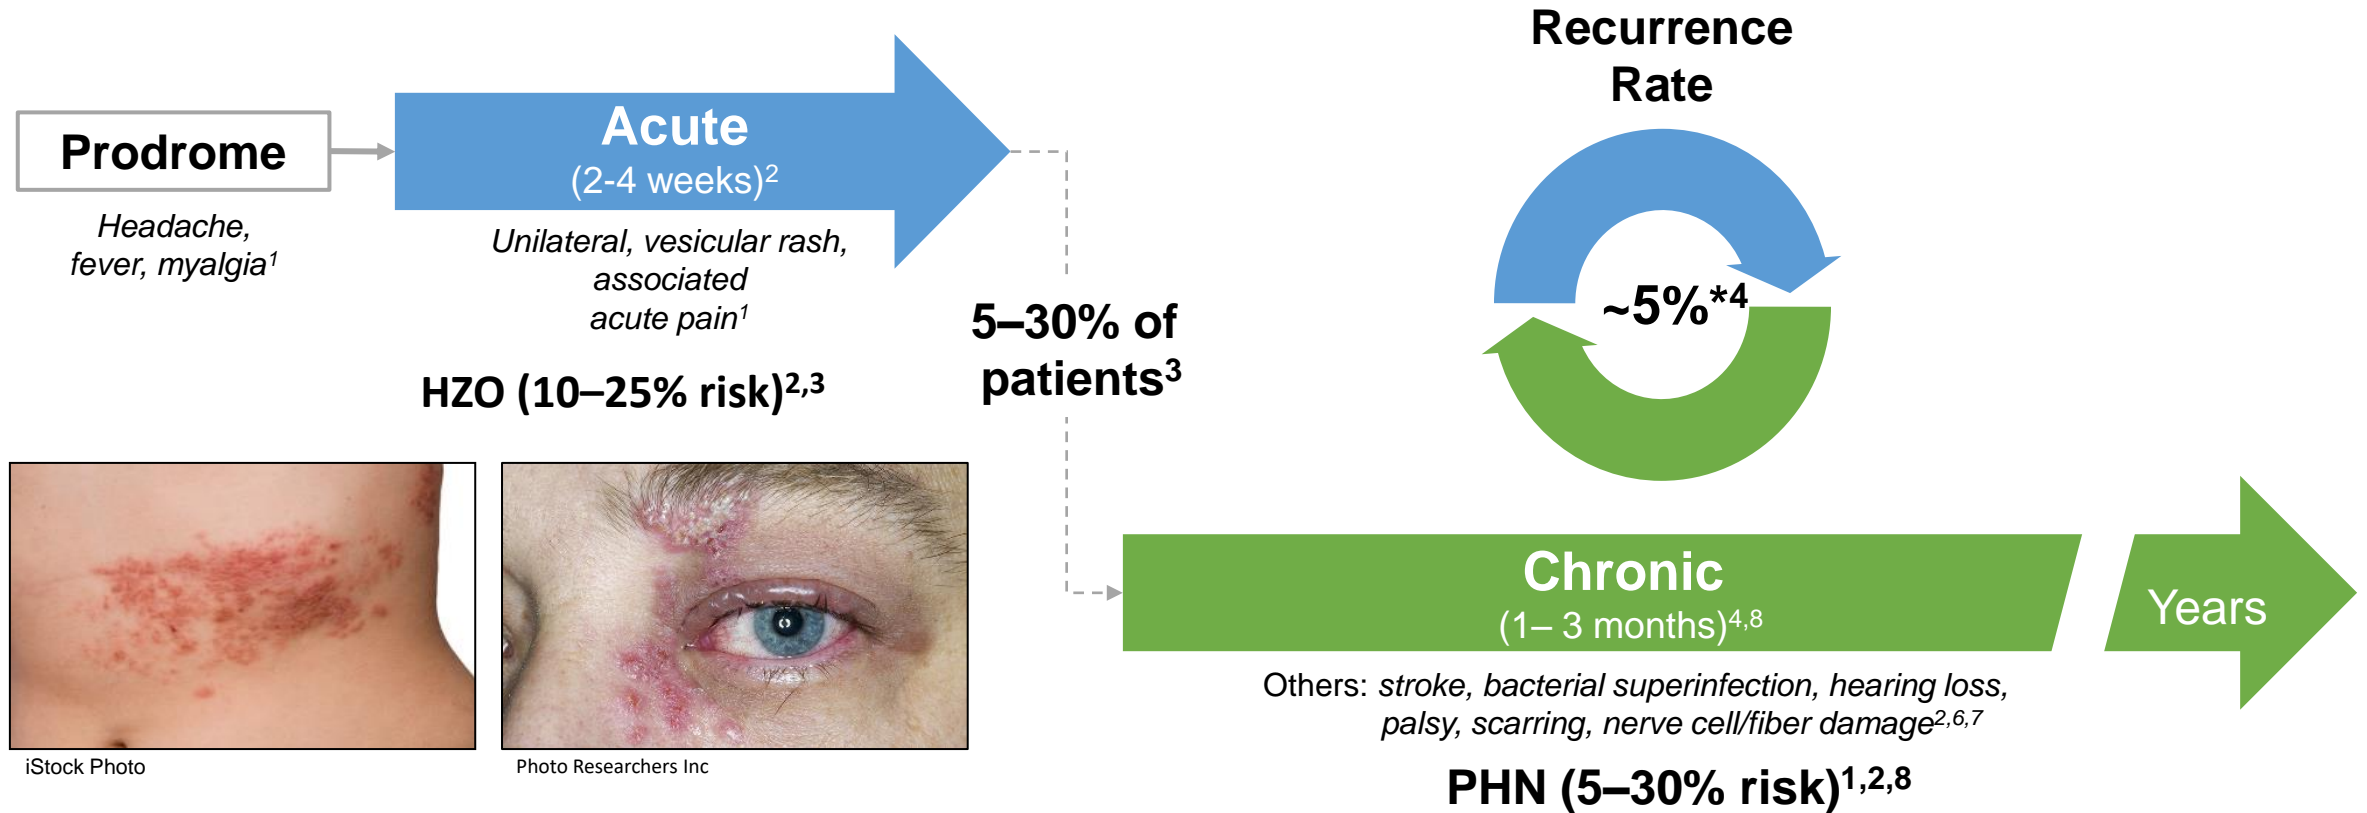 Prodrome
Headache,
fever, myalgia1
Acute
(2-4 weeks)2
Unilateral, vesicular rash,
associated
acute pain1
HZO (10–25% risk)2,3
iStock Photo
Photo Researchers Inc
5–30% of
patients3
Recurrence
Rate
~5%*4
Chronic
(1– 3 months)4,8
Years
Others: stroke, bacterial superinfection, hearing loss,
palsy, scarring, nerve cell/fiber damage2,6,7
PHN (5–30% risk)1,2,8